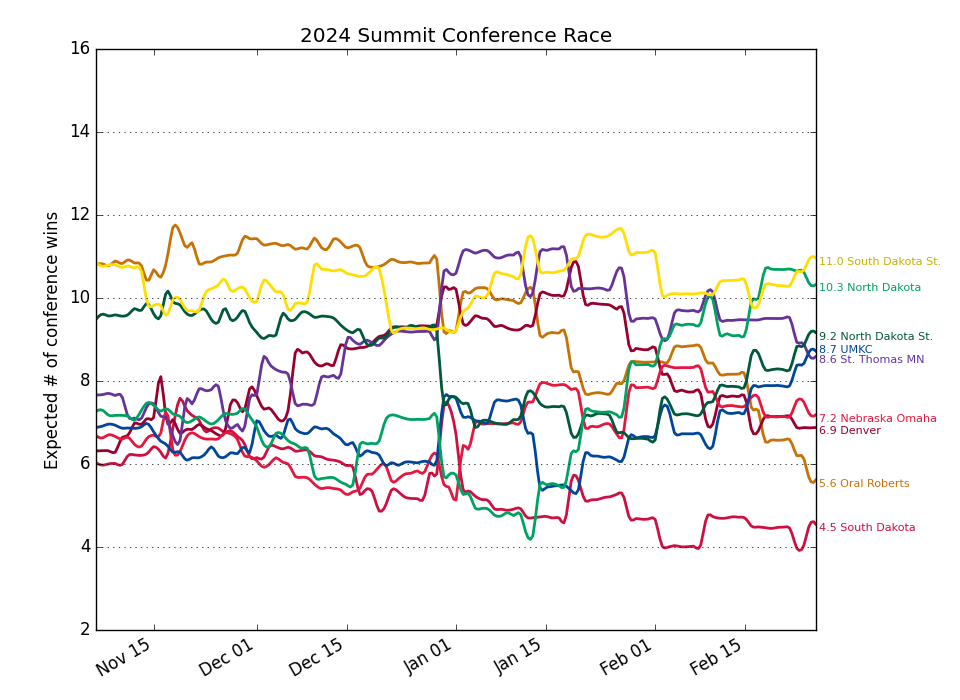 2024 Summit Conference Race
Expected # of conference wins
16
14
12
10
8
6
4
2
Nov 15
Dec 01
Dec 15
Jan 01
Jan 15
Feb 01
Feb 15
11.0 South Dakota St.
10.3 North Dakota
9.2 North Dakota St.
8.7 UMKC
8.6 St. Thomas MN
7.2 Nebraska Omaha
6.9 Denver
5.6 Oral Roberts
4.5 South Dakota